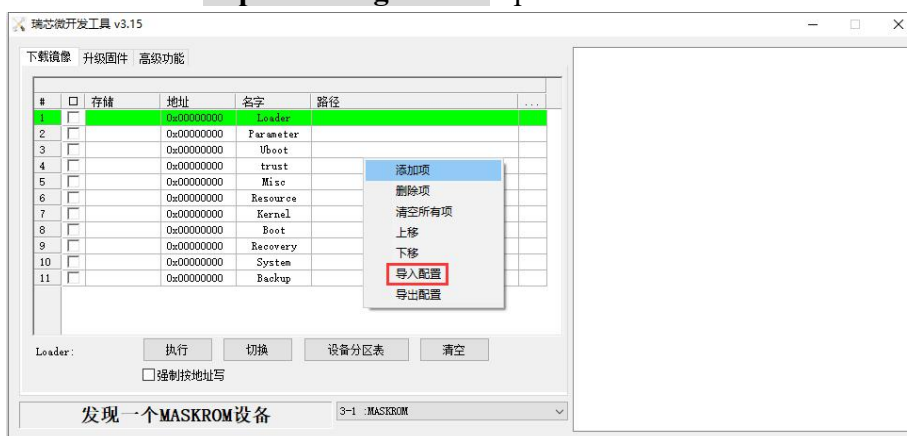 瑞芯微开发工具 v3.15
下载镜像 升级固件 高级功能
# 存储 地址 名字 路径 ...
1 0x00000000 Loader
2 0x00000000 Parameter
3 0x00000000 Uboot
4 0x00000000 trust
5 0x00000000 Misc
6 0x00000000 Resource
7 0x00000000 Kernel
8 0x00000000 Boot
9 0x00000000 Recovery
10 0x00000000 System
11 0x00000000 Backup
添加项
删除项
清空所有项
上移
下移
导入配置
导出配置
Loader: 执行 切换 设备分区表 清空
强制按地址写
发现一个MASKROM设备 3-1 :MASKROM